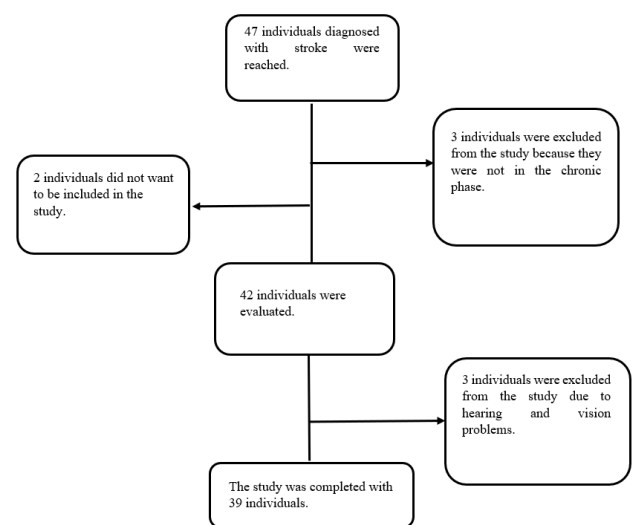 47 individuals diagnosed
with stroke were
reached.
3 individuals were excluded
from the study because they
were not in the chronic
phase.
2 individuals did not want
to be included in the
study.
42 individuals were
evaluated.
3 individuals were excluded
from the study due to
hearing and vision
problems.
The study was completed with
39 individuals.